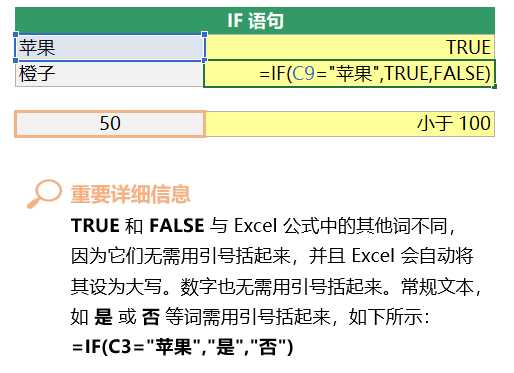 IF 语句
苹果 TRUE
橙子 =IF(C9="苹果",TRUE,FALSE)
50 小于 100
重要详细信息
TRUE 和 FALSE 与 Excel 公式中的其他词不同，
因为它们无需用引号括起来，并且 Excel 会自动将
其设为大写。数字也无需用引号括起来。常规文本，
如 是 或 否 等词需用引号括起来，如下所示：
=IF(C3="苹果","是","否")